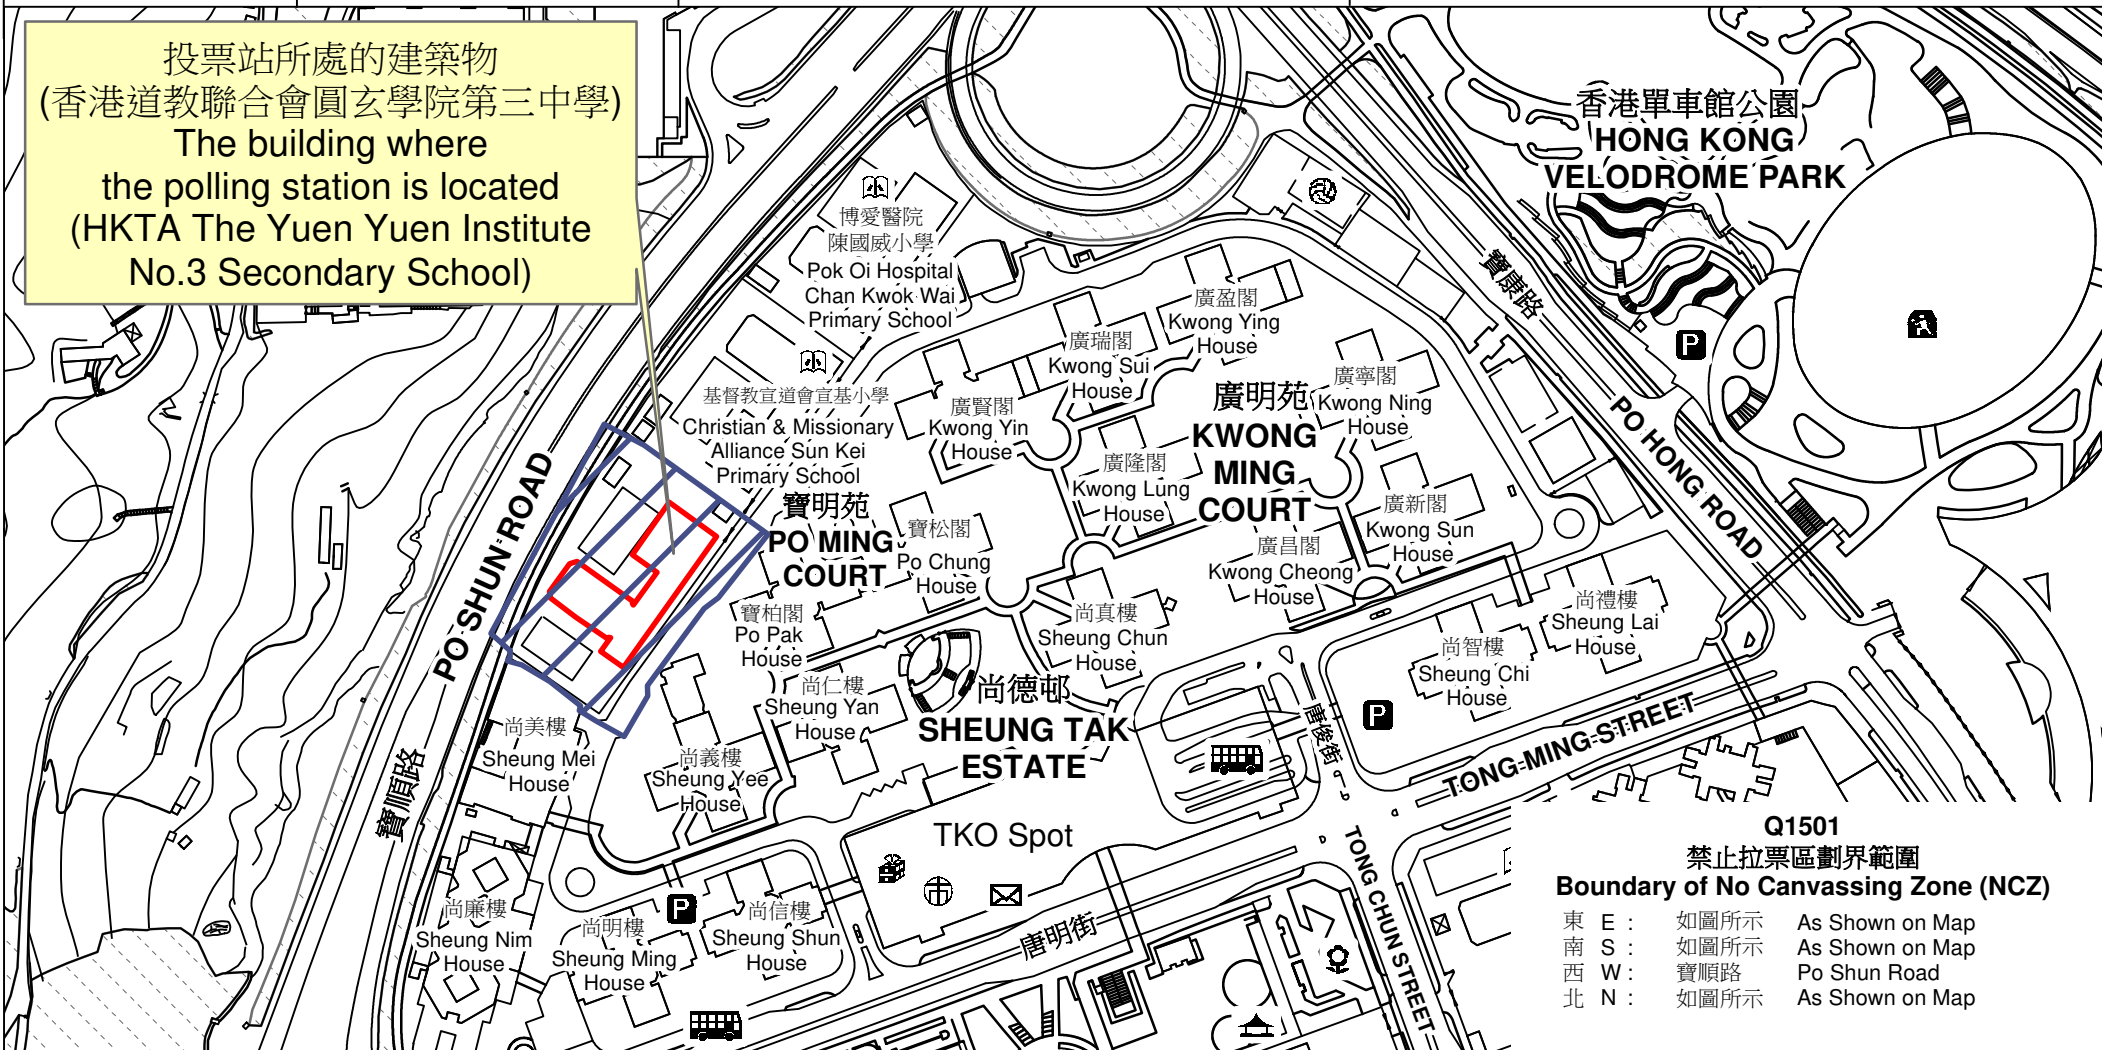 投票站所處的建築物
(香港道教聯合會圓玄學院第三中學)
The building where
the polling station is located
(HKTA The Yuen Yuen Institute
No.3 Secondary School)
香港單車館公園
HONG KONG
VELODROME PARK
博愛醫院
陳國威小學
Pok Oi Hospital
Chan Kwok Wai
Primary School
基督教宣道會宣基小學
Christian & Missionary
Alliance Sun Kei
Primary School
廣盈閣
Kwong Ying
House
廣瑞閣
Kwong Sui
House
廣賢閣
Kwong Yin
House
廣寧閣
Kwong Ning
House
廣明苑
KWONG
MING
COURT
廣隆閣
Kwong Lung
House
廣新閣
Kwong Sun
House
廣昌閣
Kwong Cheong
House
寶康路
PO HONG ROAD
寶明苑
PO MING
COURT
寶松閣
Po Chung
House
寶柏閣
Po Pak
House
PO SHUN ROAD
寶順路
尚真樓
Sheung Chun
House
尚禮樓
Sheung Lai
House
尚智樓
Sheung Chi
House
尚仁樓
Sheung Yan
House
尚德邨
SHEUNG TAK
ESTATE
尚美樓
Sheung Mei
House
尚義樓
Sheung Yee
House
唐俊街
TONG CHUN STREET
TONG MING STREET
唐明街
TKO Spot
尚廉樓
Sheung Nim
House
尚明樓
Sheung Ming
House
尚信樓
Sheung Shun
House
P
P
P
Q1501
禁止拉票區劃界範圍
Boundary of No Canvassing Zone (NCZ)
東 E : 如圖所示 As Shown on Map
南 S : 如圖所示 As Shown on Map
西 W : 寶順路 Po Shun Road
北 N : 如圖所示 As Shown on Map